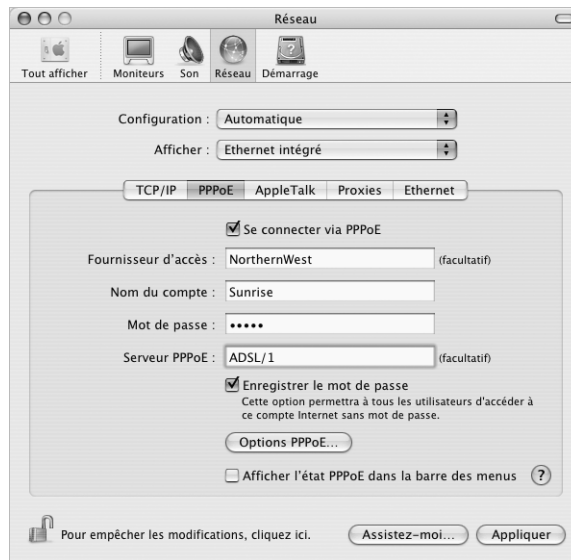 Réseau
Tout afficher Moniteurs Son Réseau Démarrage
Configuration : Automatique
Afficher : Ethernet intégré
TCP/IP PPPoE AppleTalk Proxies Ethernet
Se connecter via PPPoE
Fournisseur d'accès : NorthernWest (facultatif)
Nom du compte : Sunrise
Mot de passe : •••••
Serveur PPPoE : ADSL/1 (facultatif)
Enregistrer le mot de passe
Cette option permettra à tous les utilisateurs d'accéder à
ce compte Internet sans mot de passe.
Options PPPoE...
Afficher l'état PPPoE dans la barre des menus ?
Pour empêcher les modifications, cliquez ici. Assistez-moi... Appliquer